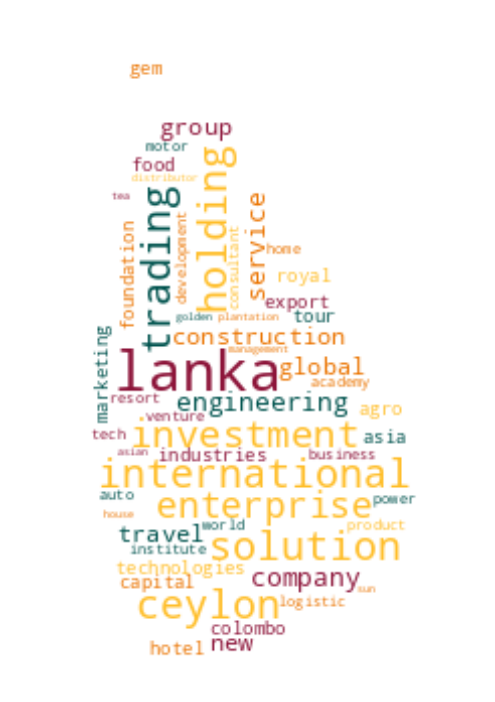 gem
group
motor
food
holding
distributor
tea
trading
development
service
foundation
consultant
home
royal
export
golden
plantation
tour
construction
marketing
lanka
management
global
academy
resort
engineering
agro
venture
tech
investment
asia
asian
industries
business
international
auto
enterprise
power
house
world
travel
product
institute
solution
technologies
capital
company
sun
ceylon
logistic
colombo
new
hotel